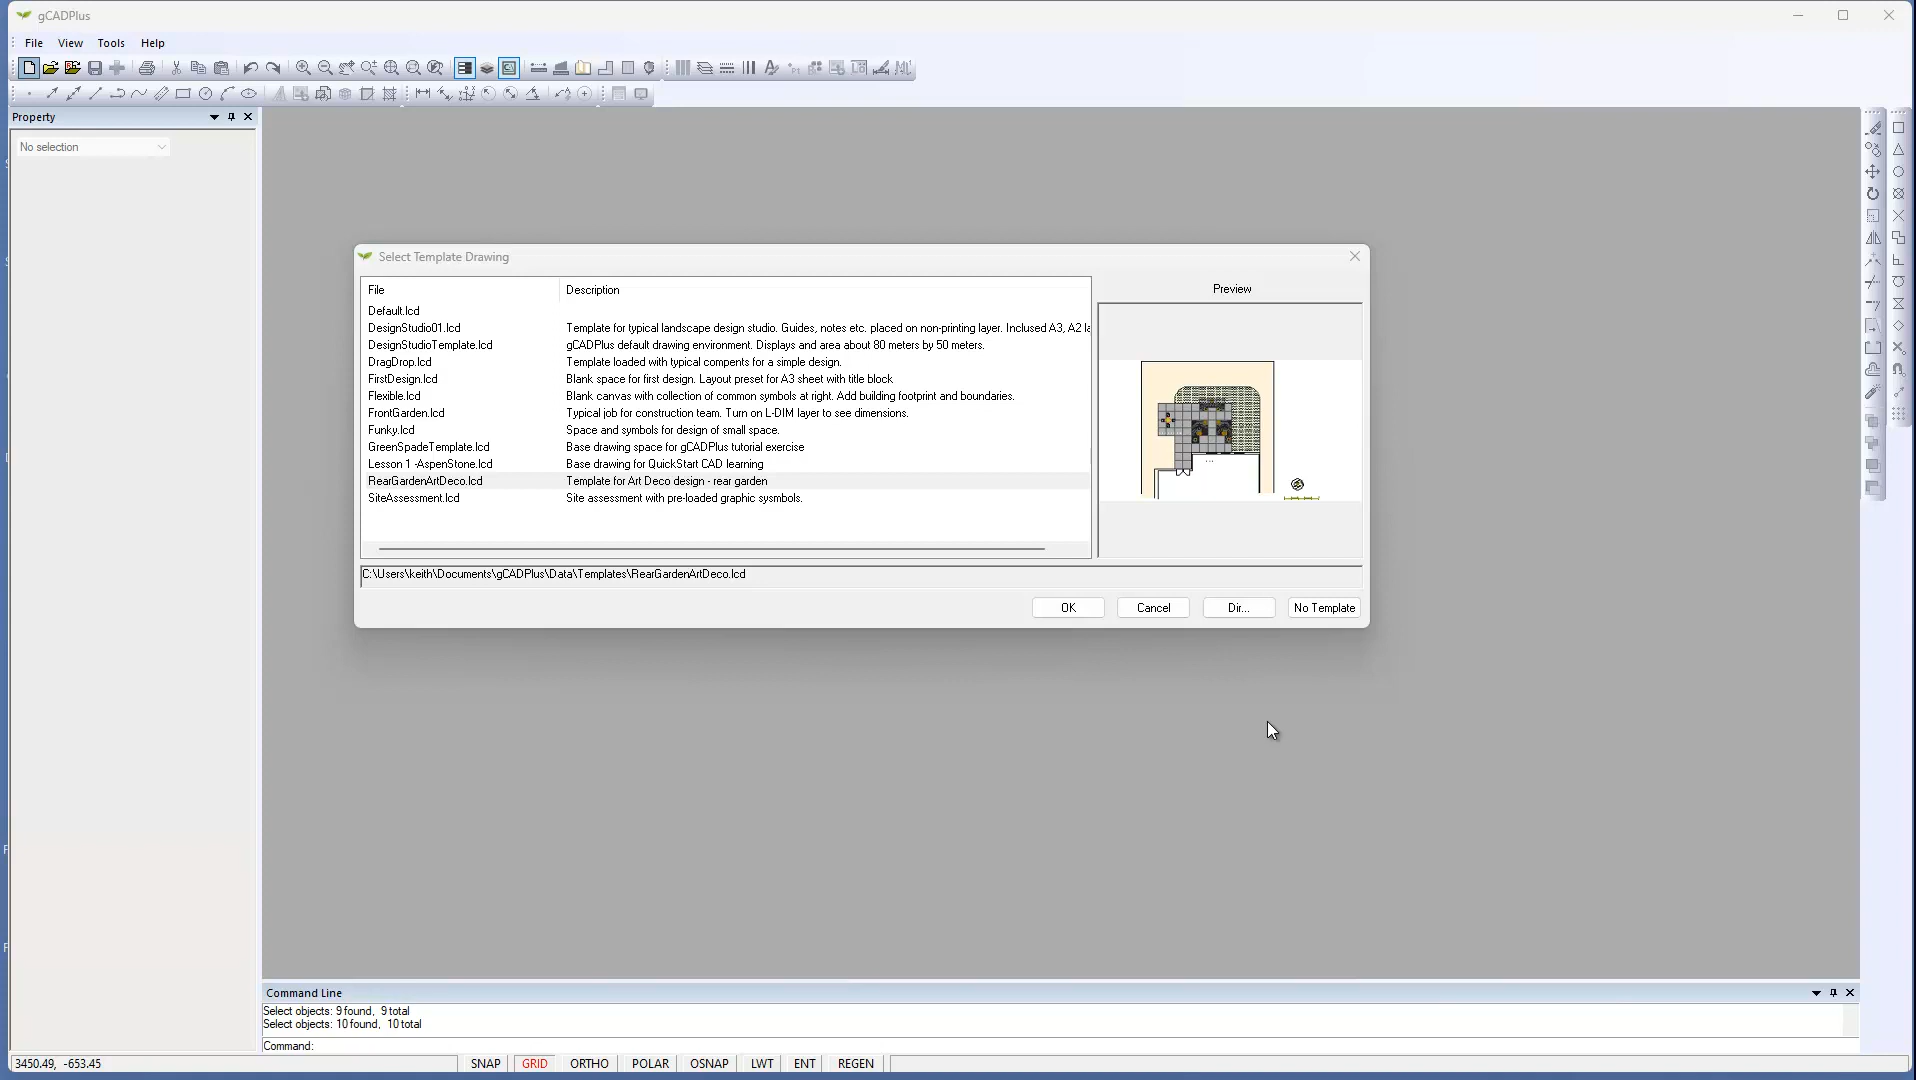 gCADPlus
File View Tools Help
Property
No selection
Select Template Drawing
File Description
Preview
Default.lcd
DesignStudio01.lcd Template for typical landscape design studio. Guides, notes etc. placed on non-printing layer. Inclused A3, A2 la
DesignStudioTemplate.lcd gCADPlus default drawing environment. Displays and area about 80 meters by 50 meters.
DragDrop.lcd Template loaded with typical compents for a simple design.
FirstDesign.lcd Blank space for first design. Layout preset for A3 sheet with title block
Flexible.lcd Blank canvas with collection of common symbols at right. Add building footprint and boundaries.
FrontGarden.lcd Typical job for construction team. Turn on L-DIM layer to see dimensions.
Funky.lcd Space and symbols for design of small space.
GreenSpadeTemplate.lcd Base drawing space for gCADPlus tutorial exercise
Lesson 1 -AspenStone.lcd Base drawing for QuickStart CAD learning
RearGardenArtDeco.lcd Template for Art Deco design - rear garden
SiteAssessment.lcd Site assessment with pre-loaded graphic sysmbols.
C:\Users\keith\Documents\gCADPlus\Data\Templates\RearGardenArtDeco.lcd
OK Cancel Dir... No Template
Command Line
Select objects: 9 found, 9 total
Select objects: 10 found, 10 total
Command:
3450.49, -653.45 SNAP GRID ORTHO POLAR OSNAP LWT ENT REGEN